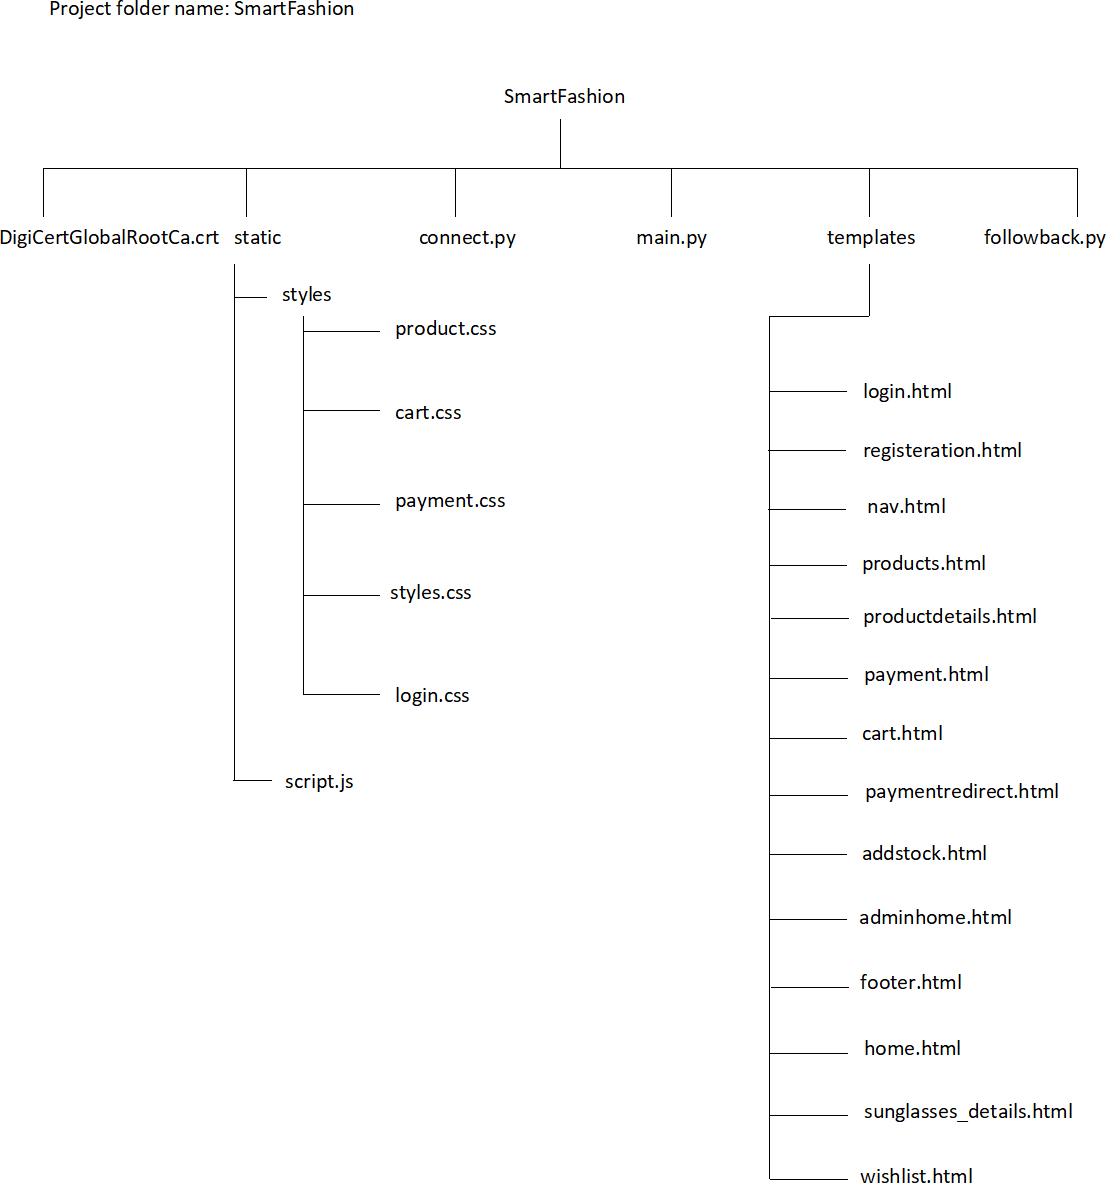 Project folder name: SmartFashion
SmartFashion
DigiCertGlobalRootCa.crt static connect.py main.py templates followback.py
styles
product.css
cart.css
payment.css
styles.css
login.css
script.js
login.html
registeration.html
nav.html
products.html
productdetails.html
payment.html
cart.html
paymentredirect.html
addstock.html
adminhome.html
footer.html
home.html
sunglasses_details.html
wishlist.html